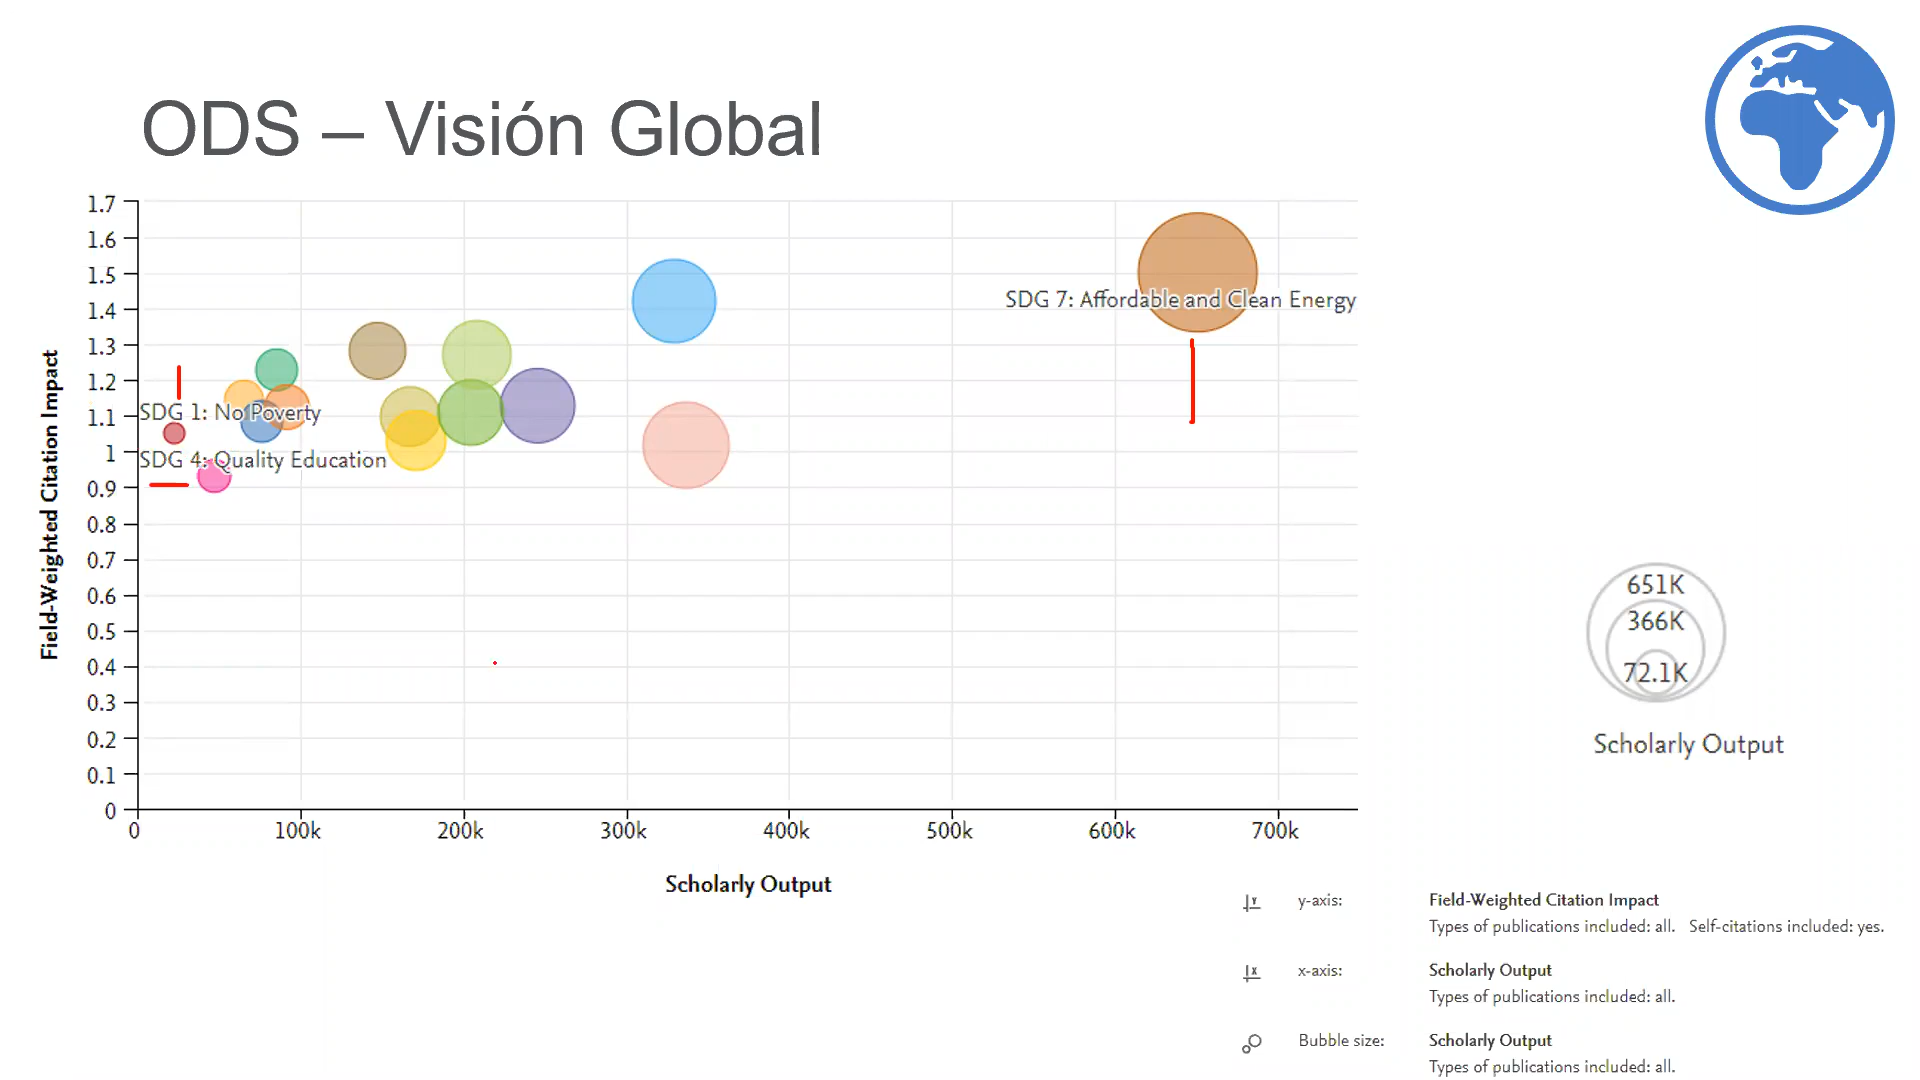 ODS – Visión Global
1.7
1.6
1.5
1.4
1.3
1.2
1.1
1
0.9
0.8
0.7
0.6
0.5
0.4
0.3
0.2
0.1
0
Field-Weighted Citation Impact
SDG 7: Affordable and Clean Energy
SDG 1: No Poverty
SDG 4: Quality Education
0 100k 200k 300k 400k 500k 600k 700k
Scholarly Output
651K
366K
72.1K
Scholarly Output
y-axis: Field-Weighted Citation Impact
Types of publications included: all. Self-citations included: yes.
x-axis: Scholarly Output
Types of publications included: all.
Bubble size: Scholarly Output
Types of publications included: all.